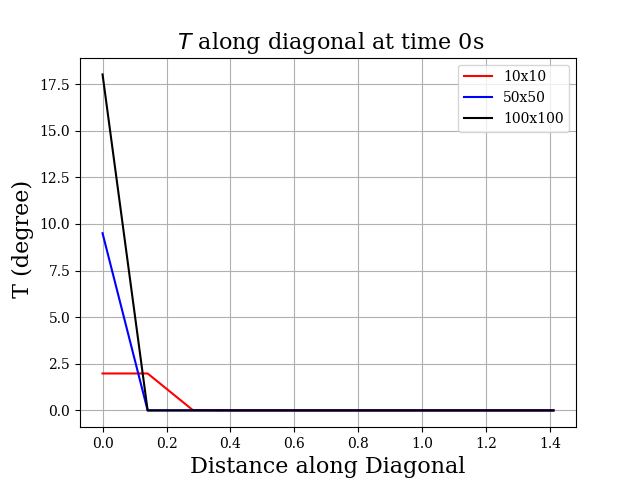 T along diagonal at time 0s
10x10
50x50
100x100
T (degree)
17.5
15.0
12.5
10.0
7.5
5.0
2.5
0.0
0.0 0.2 0.4 0.6 0.8 1.0 1.2 1.4
Distance along Diagonal